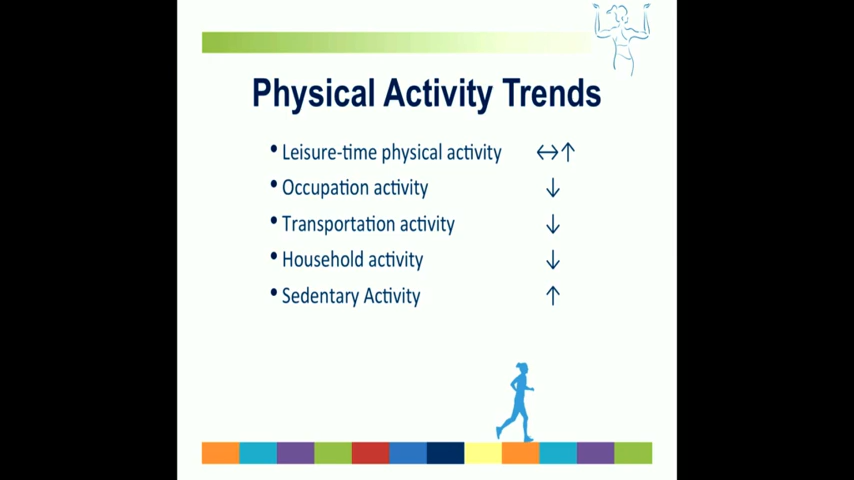 Physical Activity Trends
• Leisure-time physical activity ↔↑
• Occupation activity ↓
• Transportation activity ↓
• Household activity ↓
• Sedentary Activity ↑